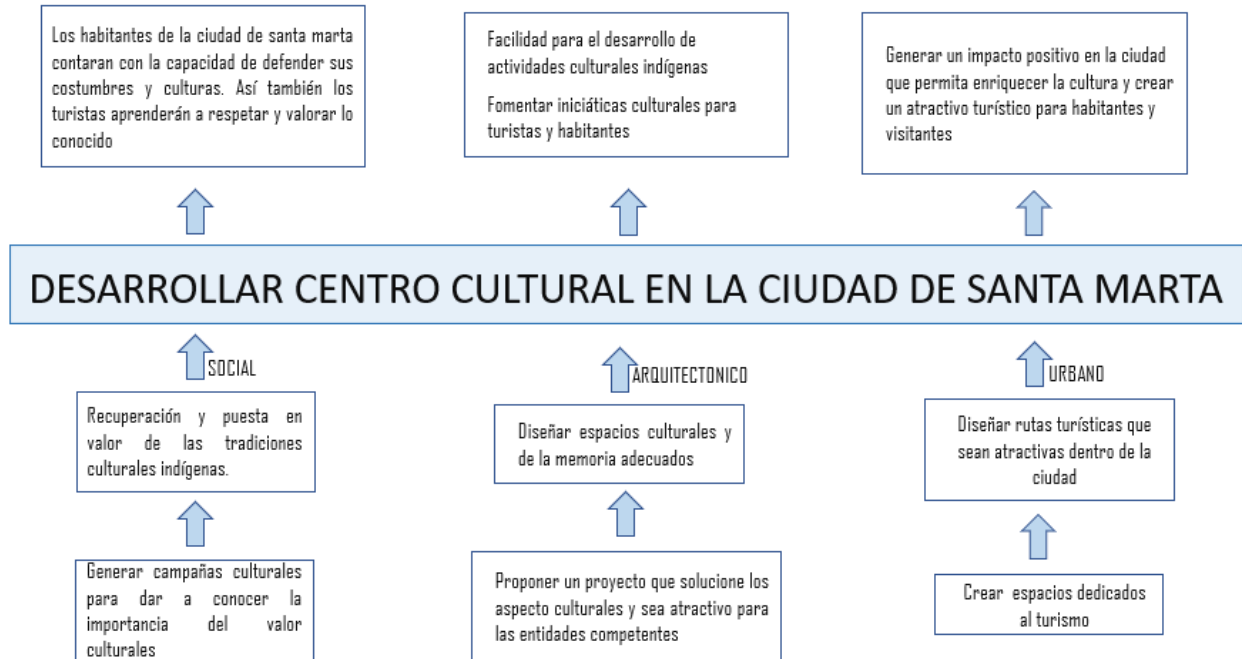 Los habitantes de la ciudad de santa marta
contaran con la capacidad de defender sus
costumbres y culturas. Así también los
turistas aprenderán a respetar y valorar lo
conocido
Facilidad para el desarrollo de
actividades culturales indígenas
Fomentar iniciáticas culturales para
turistas y habitantes
Generar un impacto positivo en la ciudad
que permita enriquecer la cultura y crear
un atractivo turístico para habitantes y
visitantes
DESARROLLAR CENTRO CULTURAL EN LA CIUDAD DE SANTA MARTA
SOCIAL
ARQUITECTONICO
URBANO
Recuperación y puesta en
valor de las tradiciones
culturales indígenas.
Diseñar espacios culturales y
de la memoria adecuados
Diseñar rutas turísticas que
sean atractivas dentro de la
ciudad
Generar campañas culturales
para dar a conocer la
importancia del valor
culturales
Proponer un proyecto que solucione los
aspecto culturales y sea atractivo para
las entidades competentes
Crear espacios dedicados
al turismo